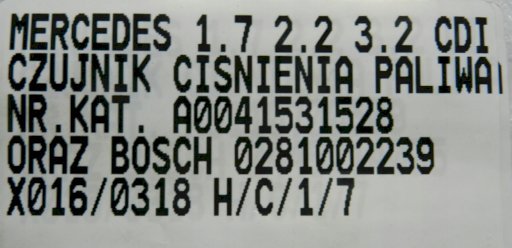 MERCEDES 1.7 2.2 3.2 CDI
CZUJNIK CIŚNIENIA PALIWA
NR.KAT. A0041531528
ORAZ BOSCH 0281002239
X016/0318 H/C/1/7